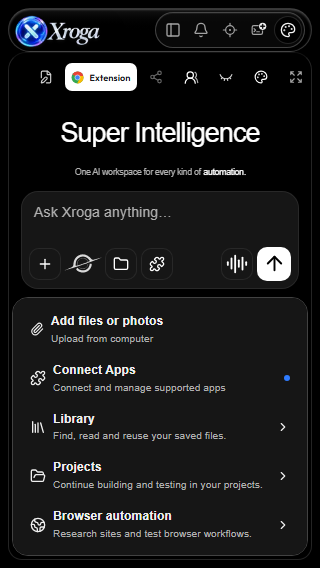 Xroga
Extension
Super Intelligence
One AI workspace for every kind of automation.
Ask Xroga anything...
Add files or photos
Upload from computer
Connect Apps
Connect and manage supported apps
Library
Find, read and reuse your saved files.
Projects
Continue building and testing in your projects.
Browser automation
Research sites and test browser workflows.